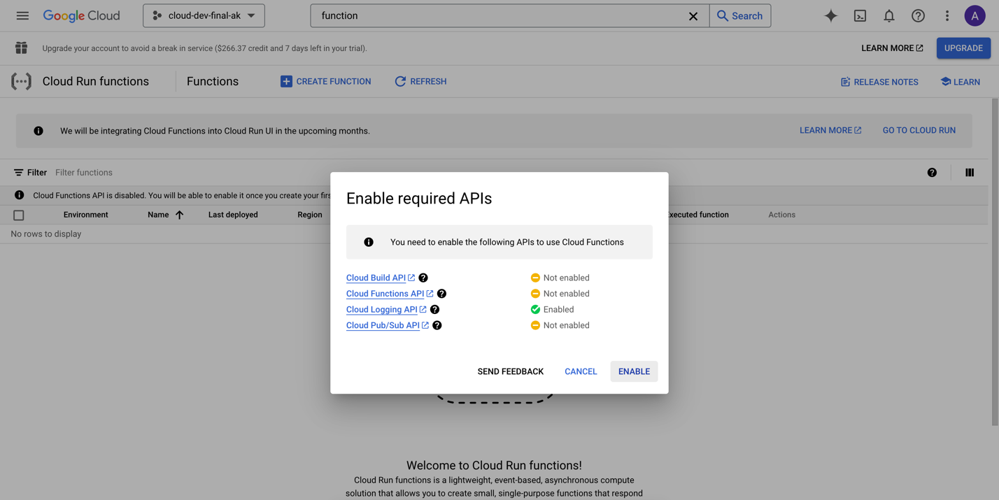 Google Cloud
cloud-dev-final-ak
function
Search
A
Upgrade your account to avoid a break in service ($266.37 credit and 7 days left in your trial).
LEARN MORE
UPGRADE
Cloud Run functions
Functions
CREATE FUNCTION
REFRESH
RELEASE NOTES
LEARN
We will be integrating Cloud Functions into Cloud Run UI in the upcoming months.
LEARN MORE
GO TO CLOUD RUN
Filter
Filter functions
Cloud Functions API is disabled. You will be able to enable it once you create your
Environment
Name
Last deployed
Region
Executed function
Actions
No rows to display
Enable required APIs
You need to enable the following APIs to use Cloud Functions
Cloud Build API
Not enabled
Cloud Functions API
Not enabled
Cloud Logging API
Enabled
Cloud Pub/Sub API
Not enabled
SEND FEEDBACK
CANCEL
ENABLE
Welcome to Cloud Run functions!
Cloud Run functions is a lightweight, event-based, asynchronous compute
solution that allows you to create small, single-purpose functions that respond